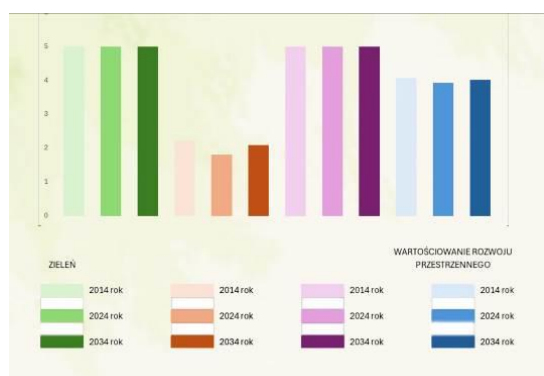 5
4
3
2
1
0
WARTOŚCIOWANIE ROZWOJU
ZIELEŃ PRZESTRZENNEGO
2014 rok 2014 rok 2014 rok 2014 rok
2024 rok 2024 rok 2024 rok 2024 rok
2034 rok 2034 rok 2034 rok 2034 rok